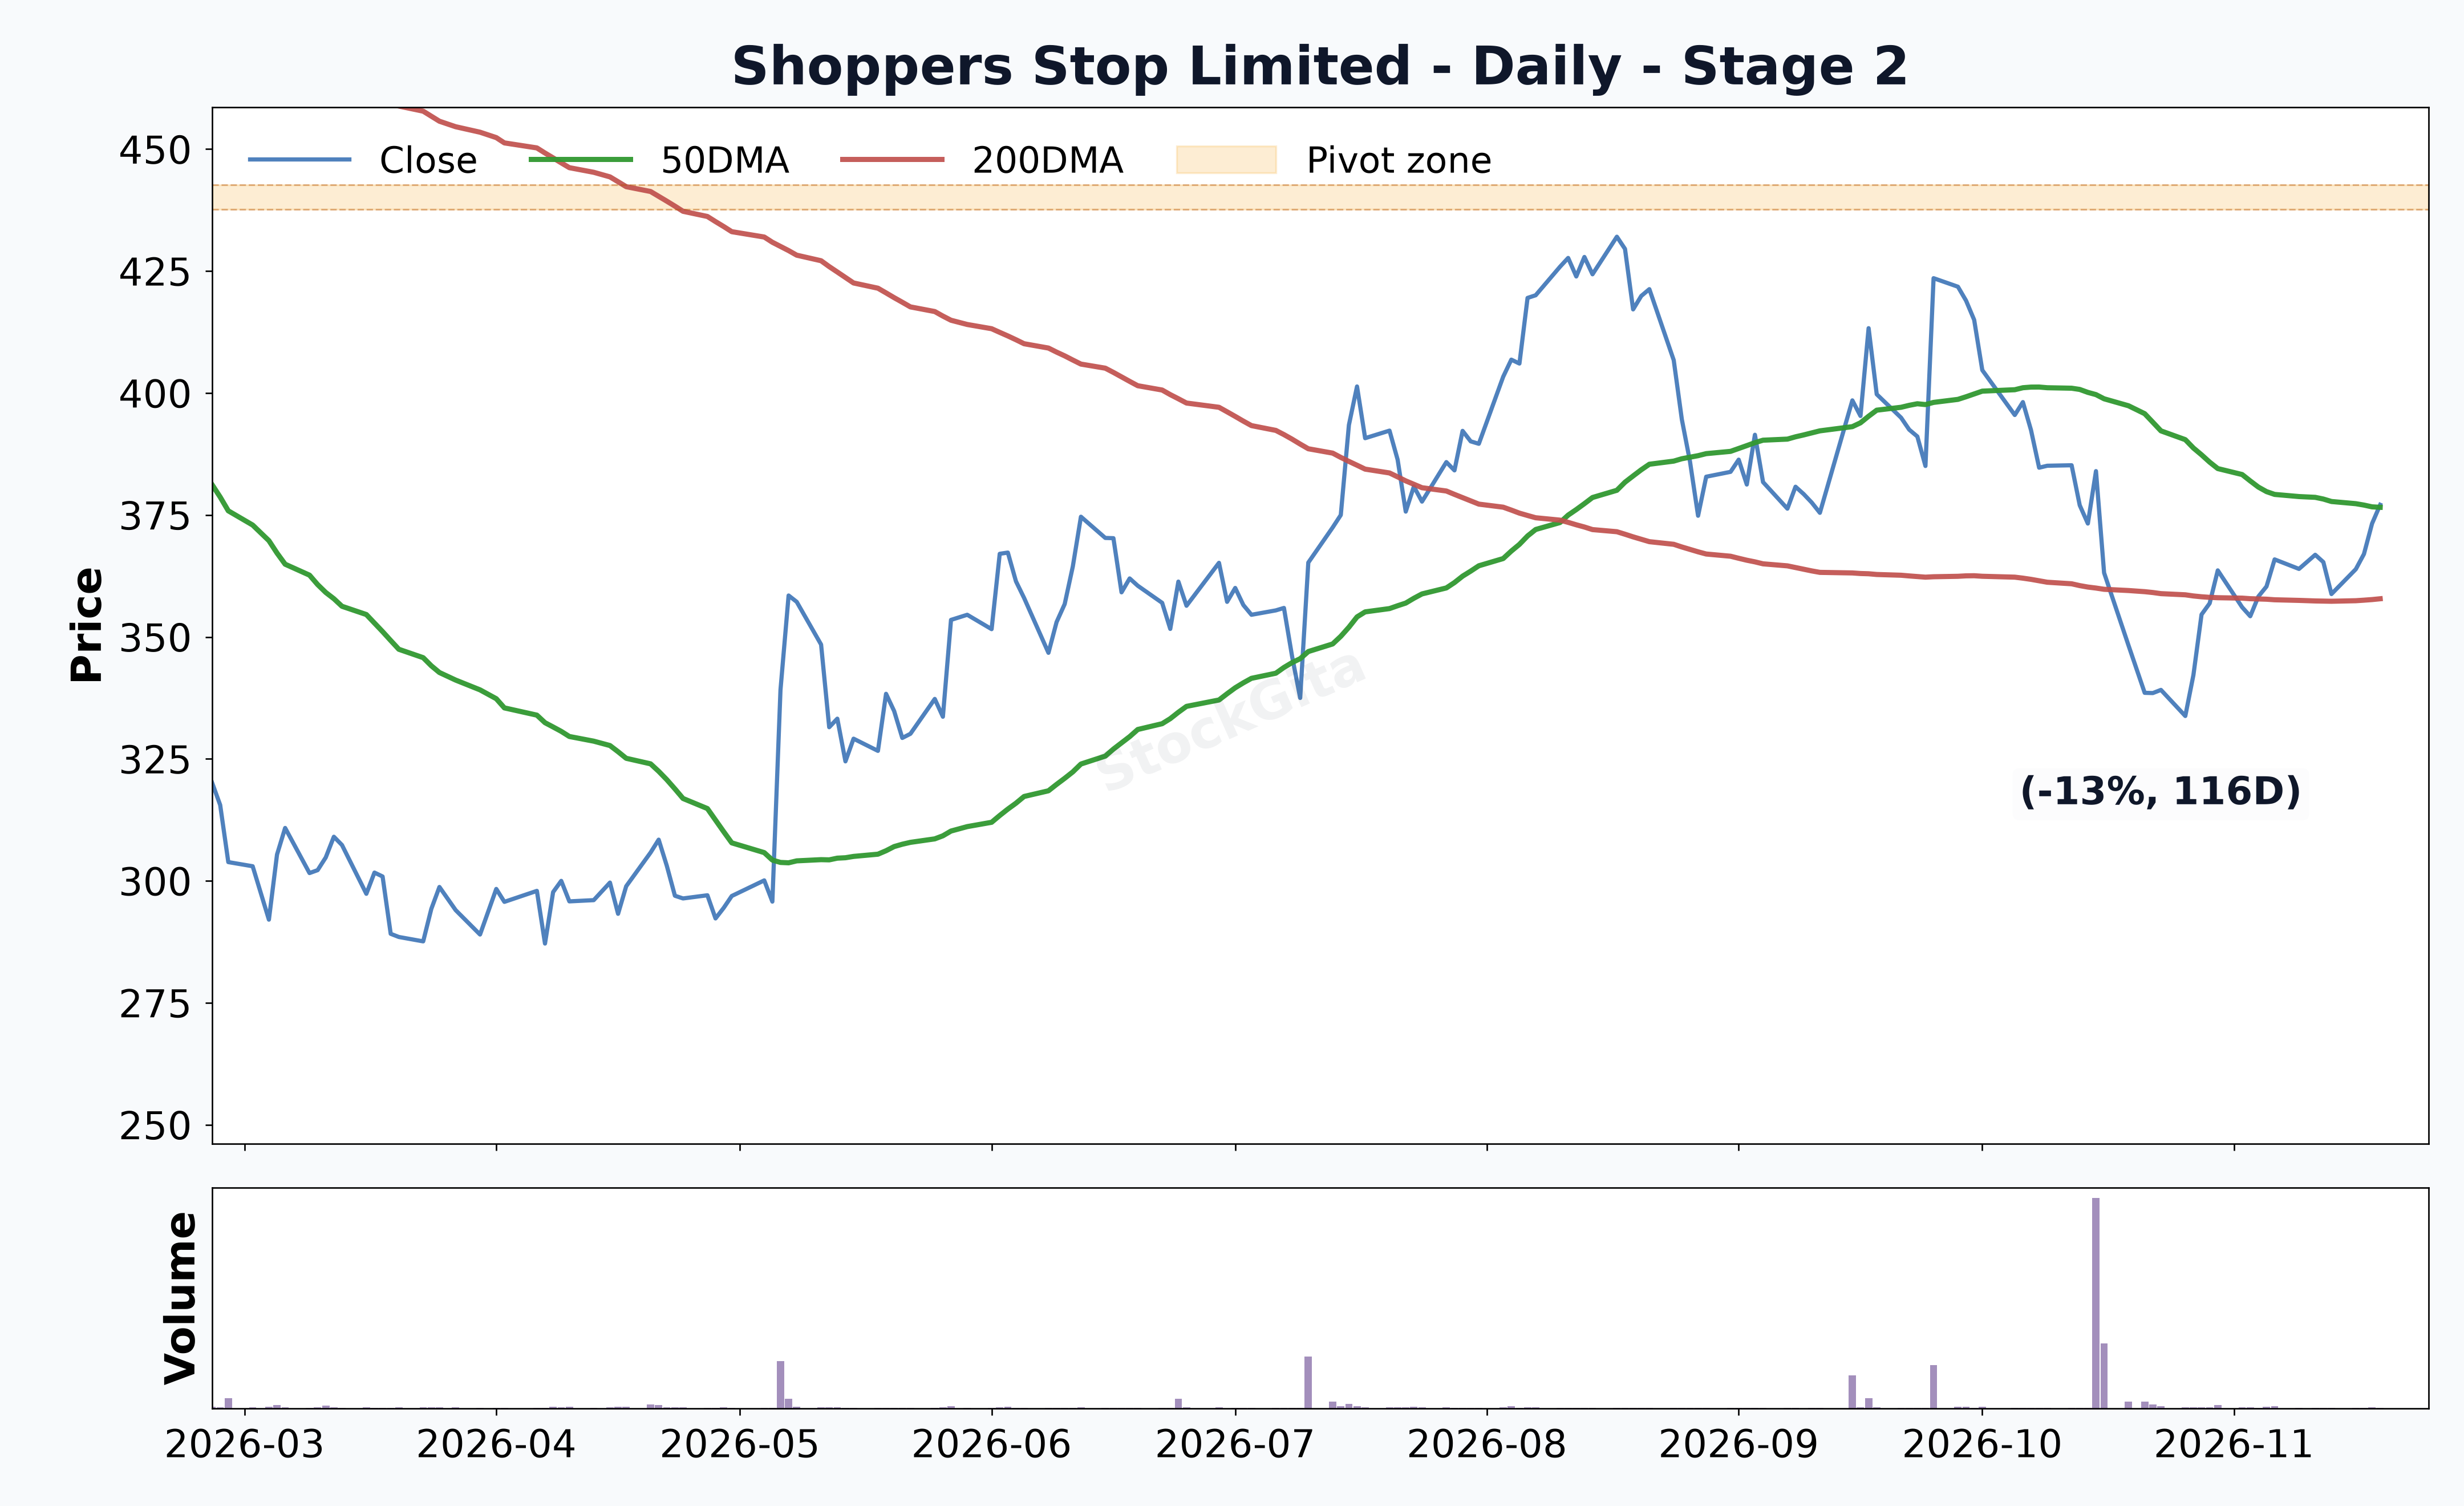 Shoppers Stop Limited - Daily - Stage 2
Close 50DMA 200DMA Pivot zone
450
425
400
375
350
325
300
275
250
Price
StockGita
(-13%, 116D)
Volume
2026-03 2026-04 2026-05 2026-06 2026-07 2026-08 2026-09 2026-10 2026-11